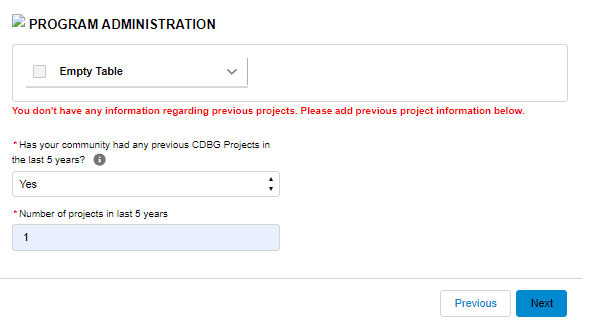 PROGRAM ADMINISTRATION
Empty Table
You don't have any information regarding previous projects. Please add previous project information below.
* Has your community had any previous CDBG Projects in
the last 5 years? i
Yes
* Number of projects in last 5 years
1
Previous
Next